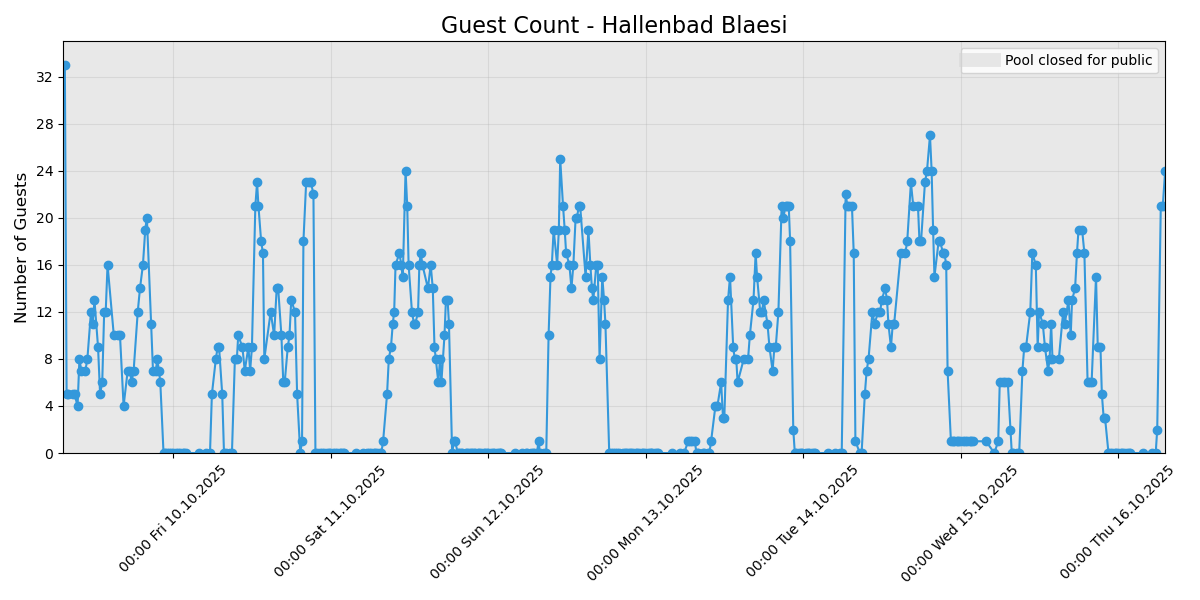 Guest Count - Hallenbad Blaesi
Pool closed for public
Number of Guests
32
28
24
20
16
12
8
4
0
00:00 Fri 10.10.2025
00:00 Sat 11.10.2025
00:00 Sun 12.10.2025
00:00 Mon 13.10.2025
00:00 Tue 14.10.2025
00:00 Wed 15.10.2025
00:00 Thu 16.10.2025